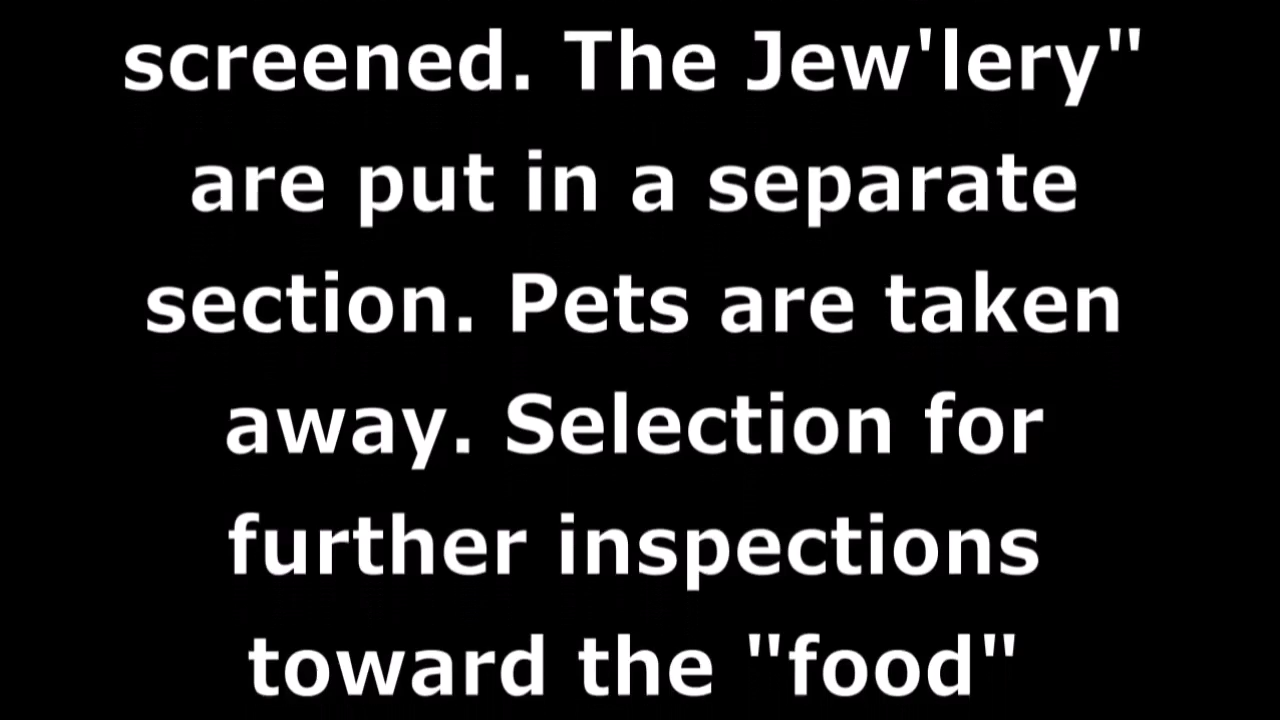 screened. The Jew'lery"
are put in a separate
section. Pets are taken
away. Selection for
further inspections
toward the "food"